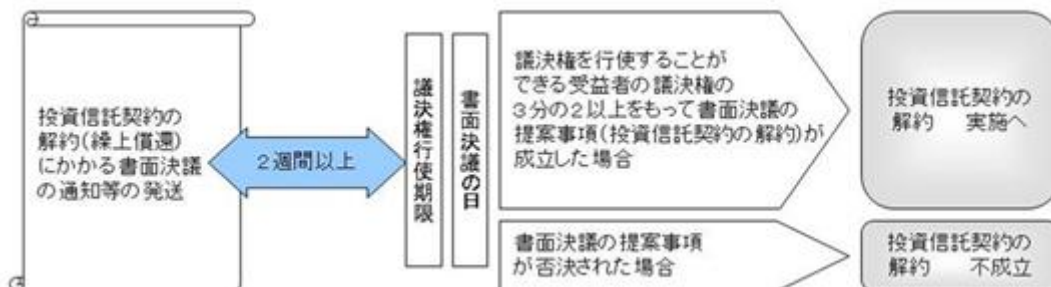 投資信託契約の
解約(繰上償還)
にかかる書面決議
の通知等の発送
2週間以上
議決権行使期限
書面決議の日
議決権を行使することが
できる受益者の議決権の
3分の2以上をもって書面決議の
提案事項(投資信託契約の解約)が
成立した場合
投資信託契約の
解約 実施へ
書面決議の提案事項
が否決された場合
投資信託契約の
解約 不成立